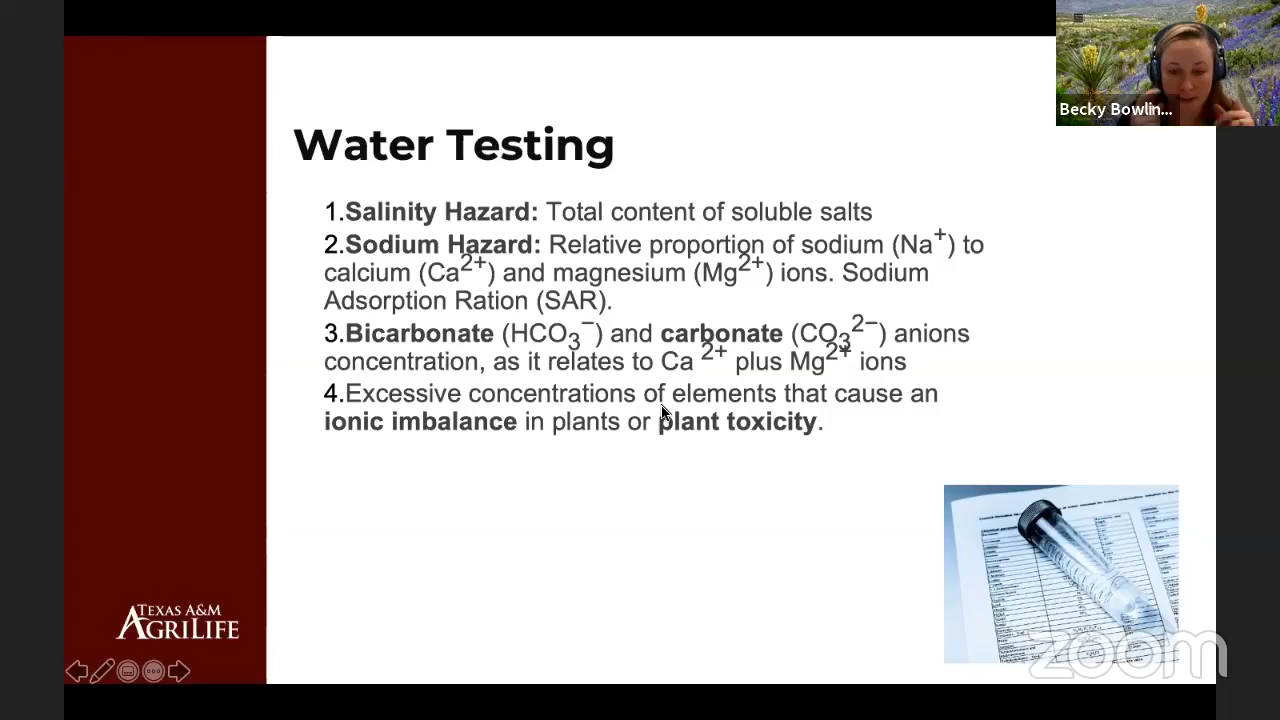 Becky Bowlin...
Water Testing
1.Salinity Hazard: Total content of soluble salts
2.Sodium Hazard: Relative proportion of sodium (Na⁺) to
calcium (Ca²⁺) and magnesium (Mg²⁺) ions. Sodium
Adsorption Ration (SAR).
3.Bicarbonate (HCO₃⁻) and carbonate (CO₃²⁻) anions
concentration, as it relates to Ca ²⁺ plus Mg²⁺ ions
4.Excessive concentrations of elements that cause an
ionic imbalance in plants or plant toxicity.
TEXAS A&M
AGRILIFE
zoom